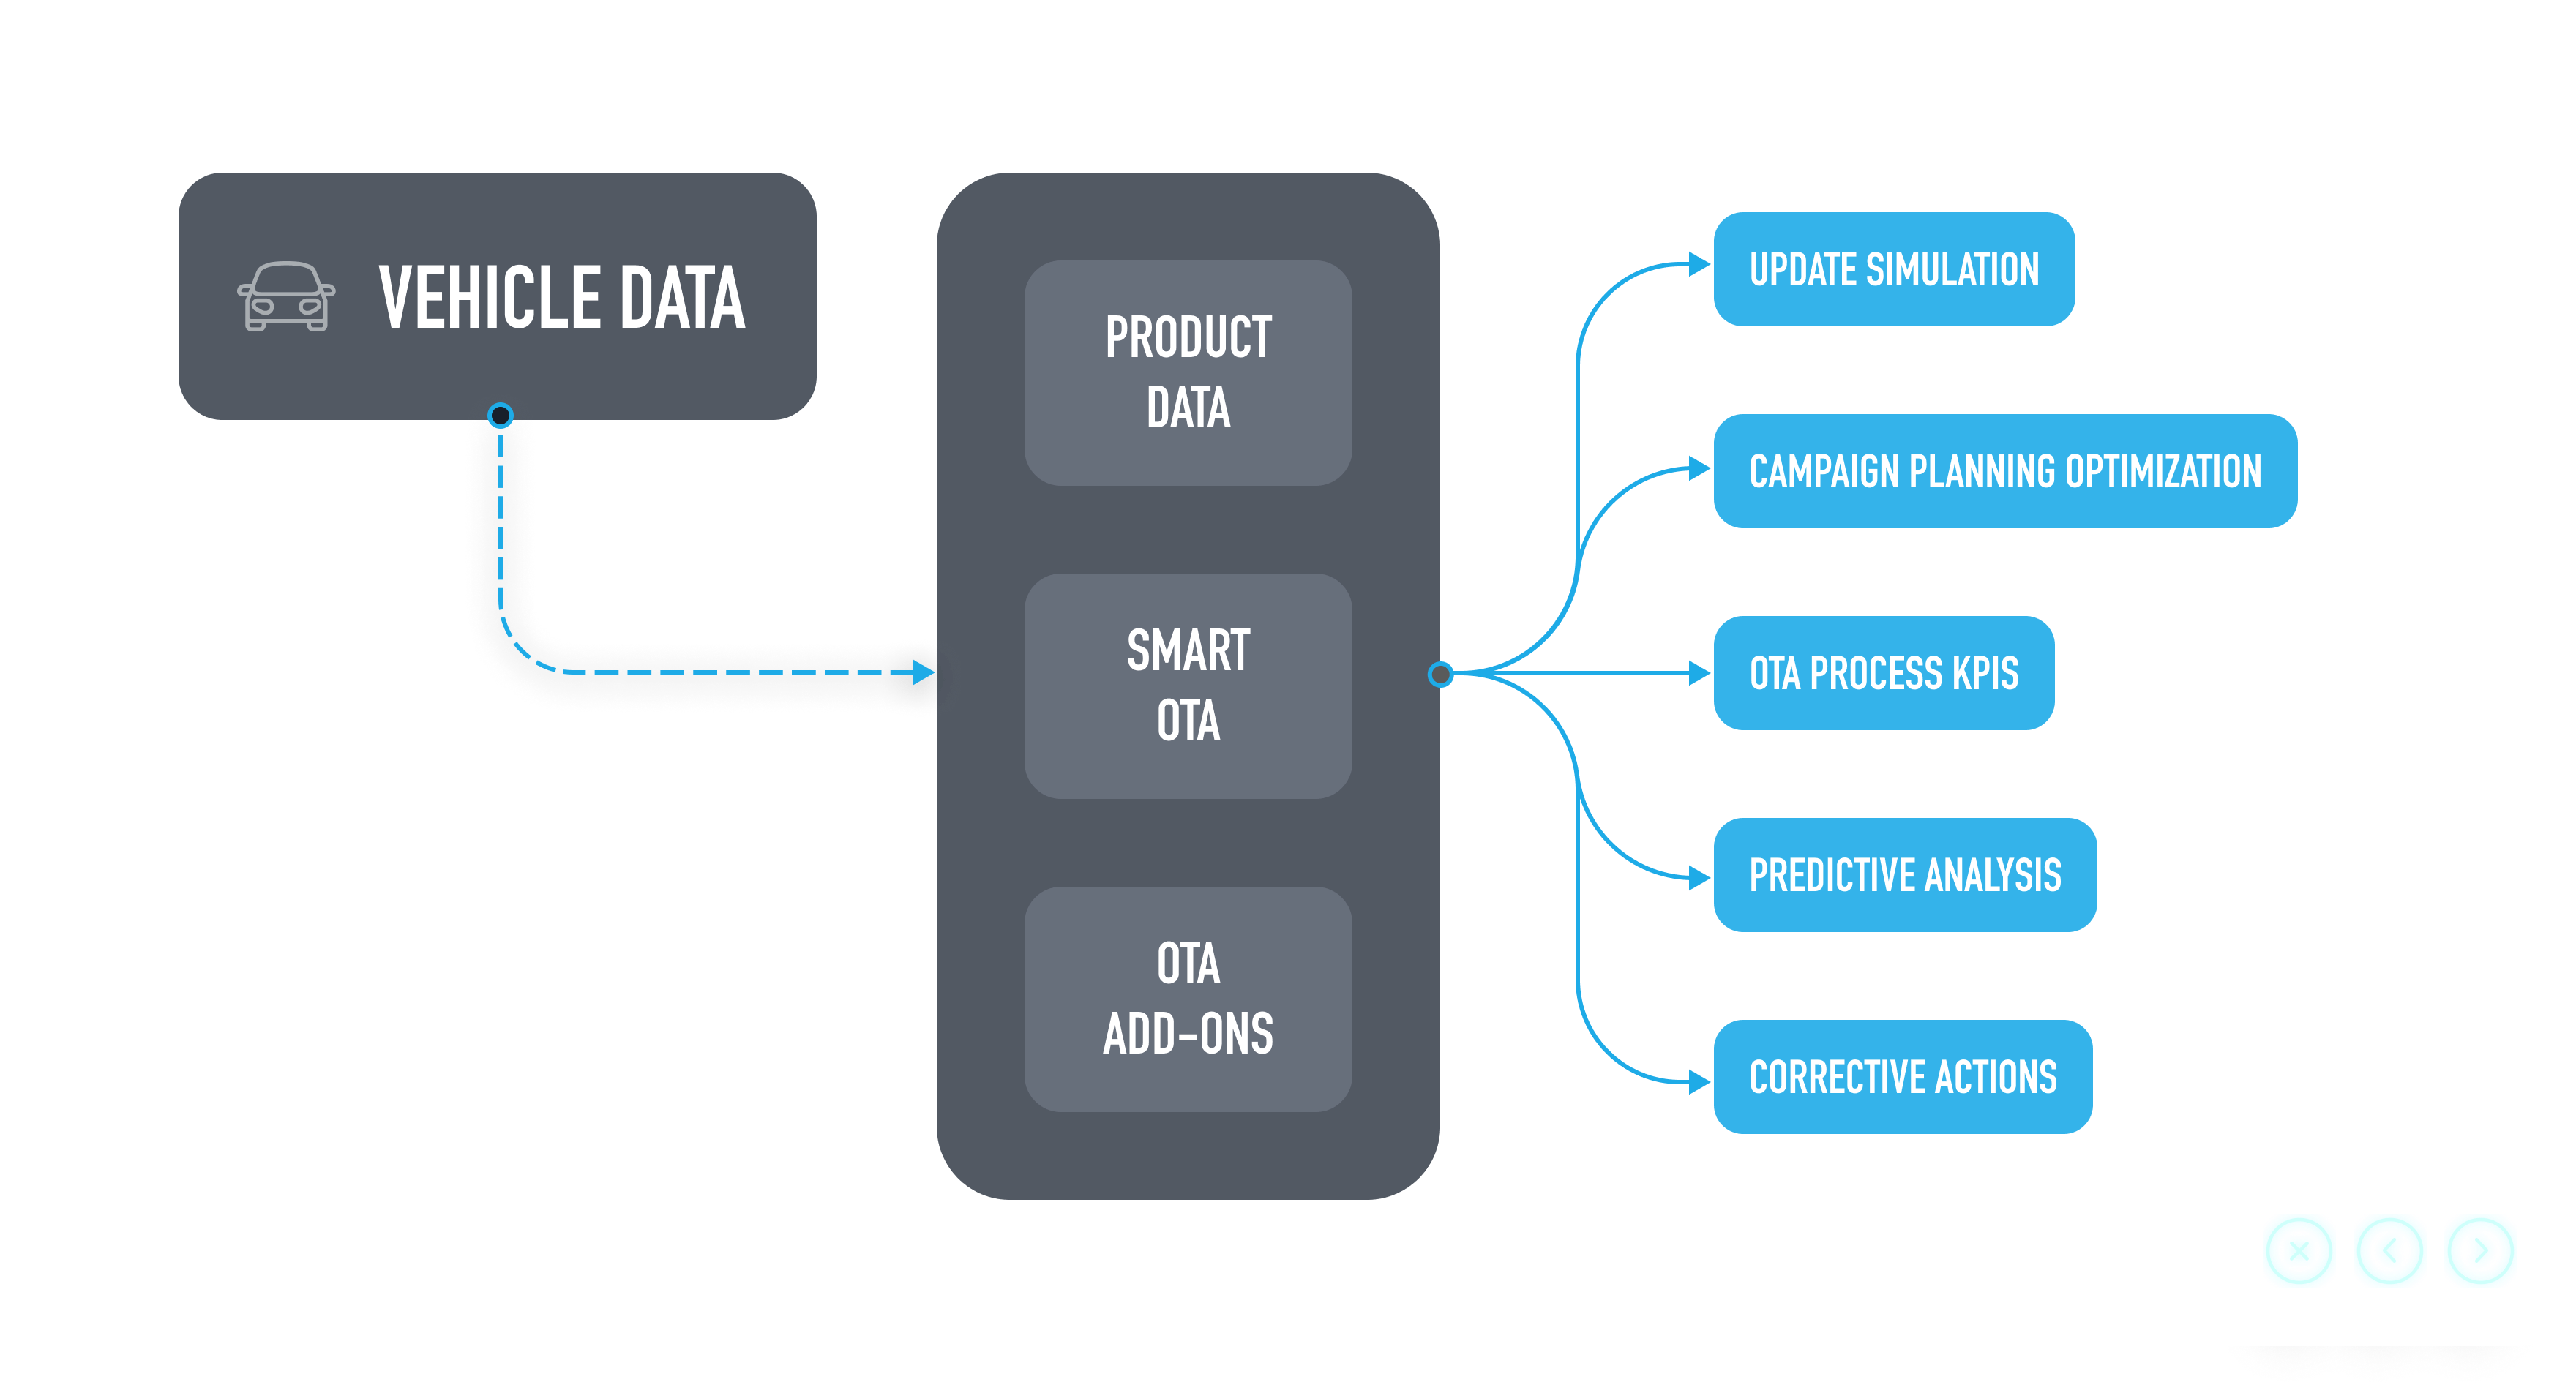 VEHICLE DATA
PRODUCT
DATA
SMART
OTA
OTA
ADD-ONS
UPDATE SIMULATION
CAMPAIGN PLANNING OPTIMIZATION
OTA PROCESS KPIS
PREDICTIVE ANALYSIS
CORRECTIVE ACTIONS